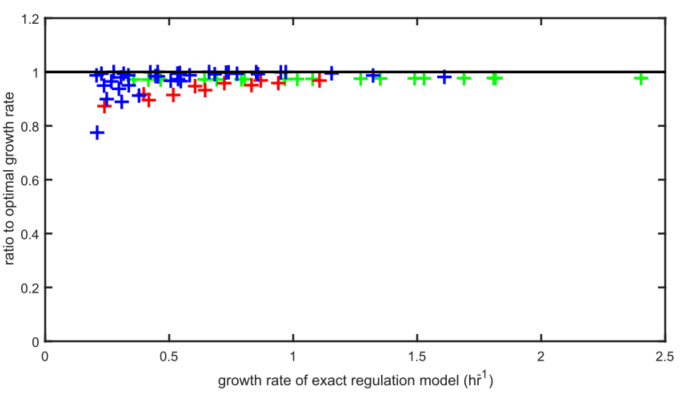 1.2
1
0.8
0.6
0.4
0.2
0
0 0.5 1 1.5 2 2.5
ratio to optimal growth rate
growth rate of exact regulation model (hr⁻¹)